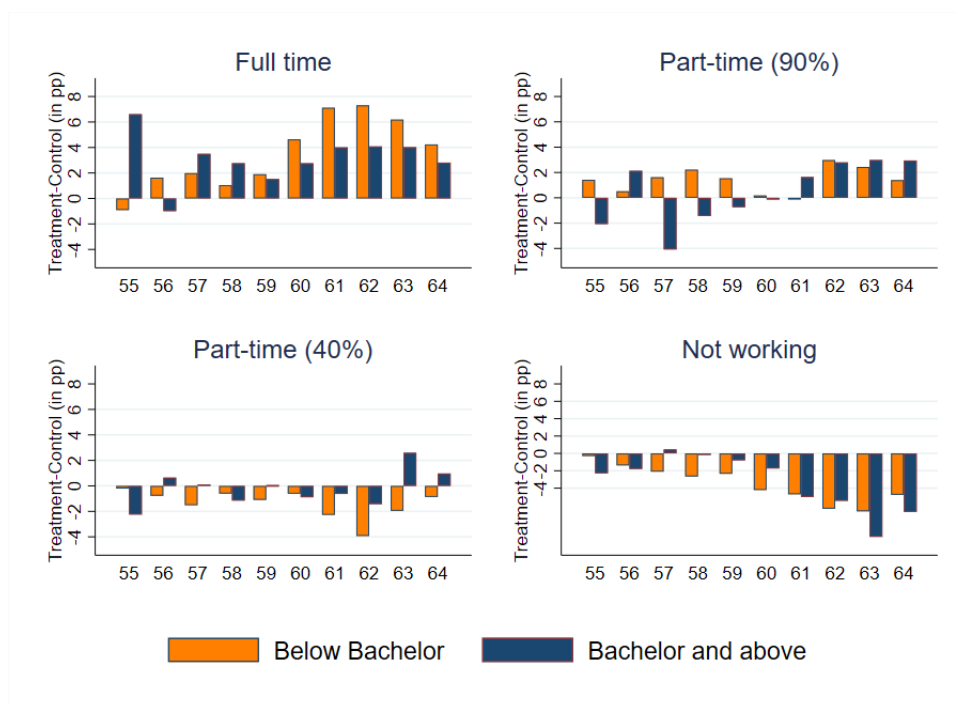 Full time
Treatment-Control (in pp)
8
6
4
2
0
-2
-4
55 56 57 58 59 60 61 62 63 64
Part-time (90%)
Treatment-Control (in pp)
8
6
4
2
0
-2
-4
55 56 57 58 59 60 61 62 63 64
Part-time (40%)
Treatment-Control (in pp)
8
6
4
2
0
-2
-4
55 56 57 58 59 60 61 62 63 64
Not working
Treatment-Control (in pp)
8
6
4
2
0
-2
-4
55 56 57 58 59 60 61 62 63 64
Below Bachelor
Bachelor and above